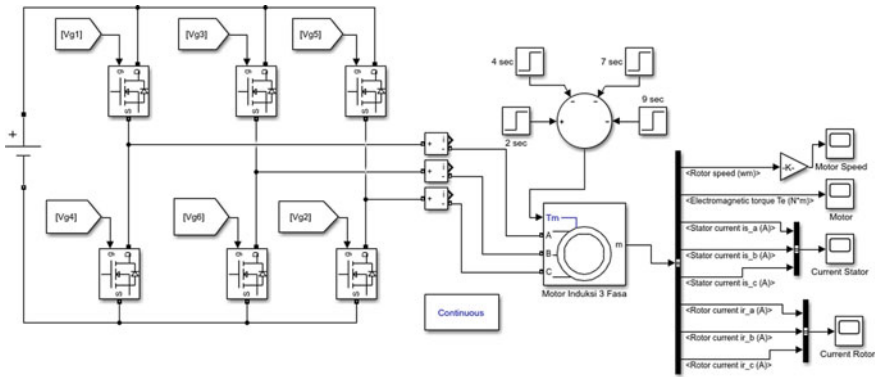 [Vg1]
[Vg3]
[Vg5]
g
D
S
g
D
S
g
D
S
4 sec
7 sec
2 sec
9 sec
+
[Vg4]
[Vg6]
[Vg2]
g
D
S
g
D
S
g
D
S
+ i -
+ i -
+ i -
Tm
A
B
C
m
Motor Induksi 3 Fasa
Continuous
<Rotor speed (wm)>
-K-
Motor Speed
<Electromagnetic torque Te (N*m)>
Motor
<Stator current is_a (A)>
<Stator current is_b (A)>
<Stator current is_c (A)>
Current Stator
<Rotor current ir_a (A)>
<Rotor current ir_b (A)>
<Rotor current ir_c (A)>
Current Rotor